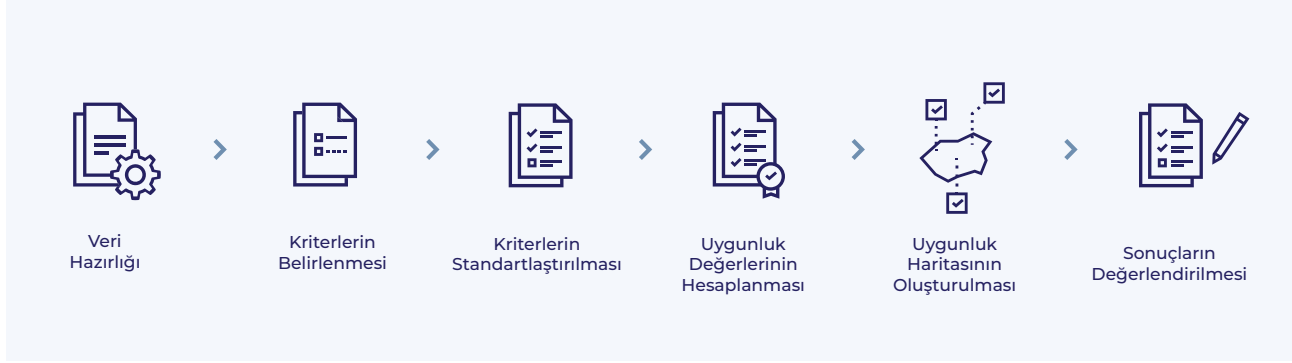 Veri
Hazırlığı
Kriterlerin
Belirlenmesi
Kriterlerin
Standartlaştırılması
Uygunluk
Değerlerinin
Hesaplanması
Uygunluk
Haritasının
Oluşturulması
Sonuçların
Değerlendirilmesi